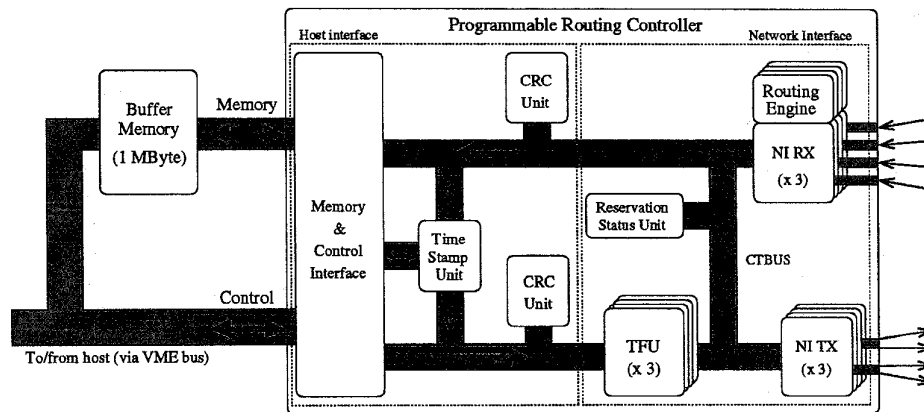 Programmable Routing Controller
Host interface
Network Interface
Buffer
Memory
(1 MByte)
Memory
CRC
Unit
Routing
Engine
NI RX
(x 3)
Memory
&
Control
Interface
Time
Stamp
Unit
Reservation
Status Unit
CTBUS
Control
CRC
Unit
TFU
(x 3)
NI TX
(x 3)
To/from host (via VME bus)